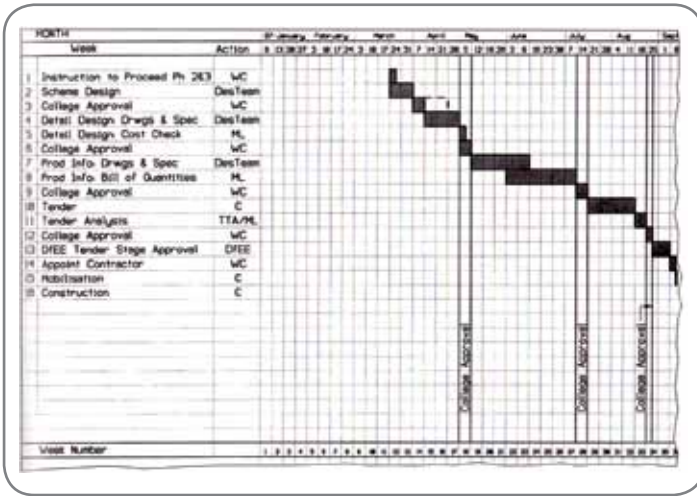 MONTH 97 January February March April May June July Aug Sept
Week Action
1 Instruction to Proceed Ph 2&3 WC
2 Scheme Design DesTeam
3 College Approval WC
4 Detail Design Drwgs & Spec DesTeam
5 Detail Design Cost Check ML
6 College Approval WC
7 Prod Info Drwgs & Spec DesTeam
8 Prod Info Bill of Quantities ML
9 College Approval WC
10 Tender C
11 Tender Analysis TTA/ML
12 College Approval WC
13 DfEE Tender Stage Approval DfEE
14 Appoint Contractor WC
15 Mobilisation C
16 Construction C
College Approval
College Approval
College Approval
Week Number